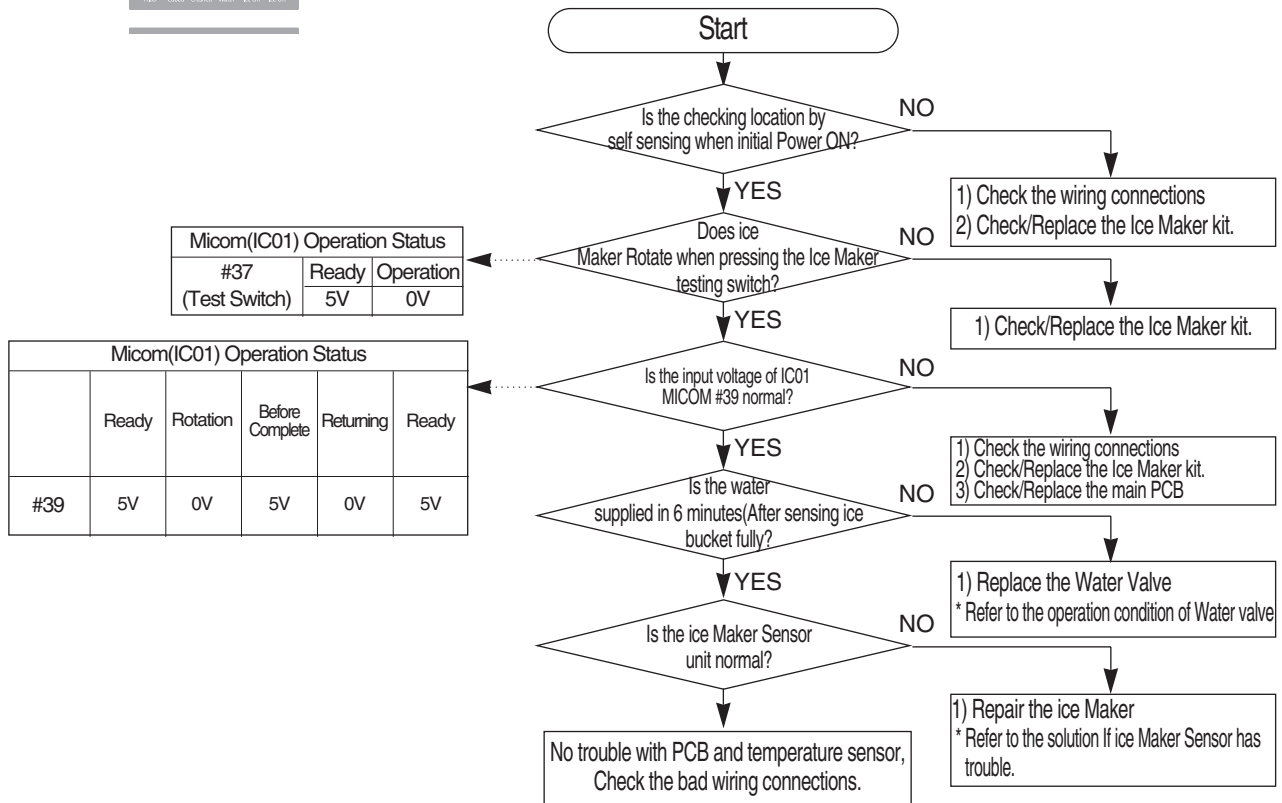 Start
Is the checking location by
self sensing when initial Power ON?
NO
1) Check the wiring connections
2) Check/Replace the Ice Maker kit.
YES
Does ice
Maker Rotate when pressing the Ice Maker
testing switch?
NO
1) Check/Replace the Ice Maker kit.
Micom(IC01) Operation Status
#37 Ready Operation
(Test Switch) 5V 0V
YES
Is the input voltage of IC01
MICOM #39 normal?
NO
1) Check the wiring connections
2) Check/Replace the Ice Maker kit.
3) Check/Replace the main PCB
Micom(IC01) Operation Status
Ready Rotation Before Complete Returning Ready
#39 5V 0V 5V 0V 5V
YES
Is the water
supplied in 6 minutes(After sensing ice
bucket fully?
NO
1) Replace the Water Valve
* Refer to the operation condition of Water valve
YES
Is the ice Maker Sensor
unit normal?
NO
1) Repair the ice Maker
* Refer to the solution If ice Maker Sensor has
trouble.
No trouble with PCB and temperature sensor,
Check the bad wiring connections.